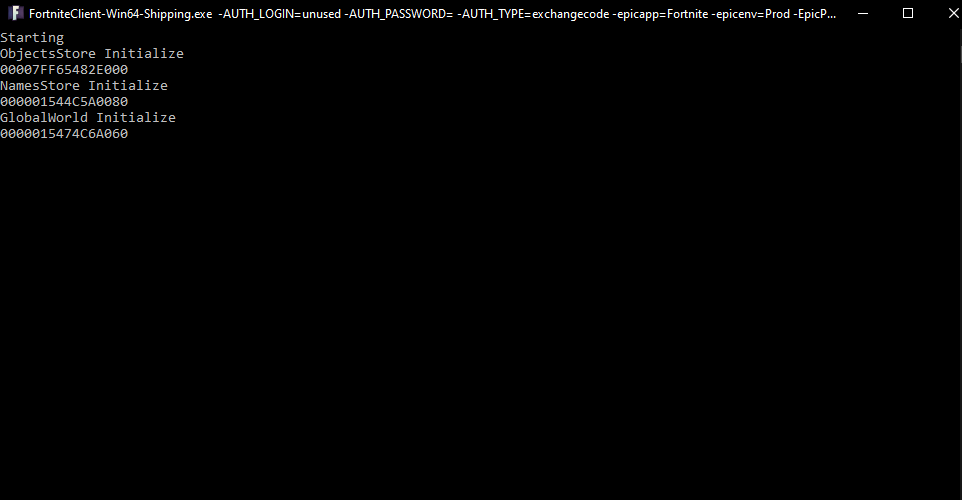 FortniteClient-Win64-Shipping.exe -AUTH_LOGIN=unused -AUTH_PASSWORD= -AUTH_TYPE=exchangecode -epicapp=Fortnite -epicenv=Prod -EpicP...
Starting
ObjectsStore Initialize
00007FF65482E000
NamesStore Initialize
000001544C5A0080
GlobalWorld Initialize
0000015474C6A060